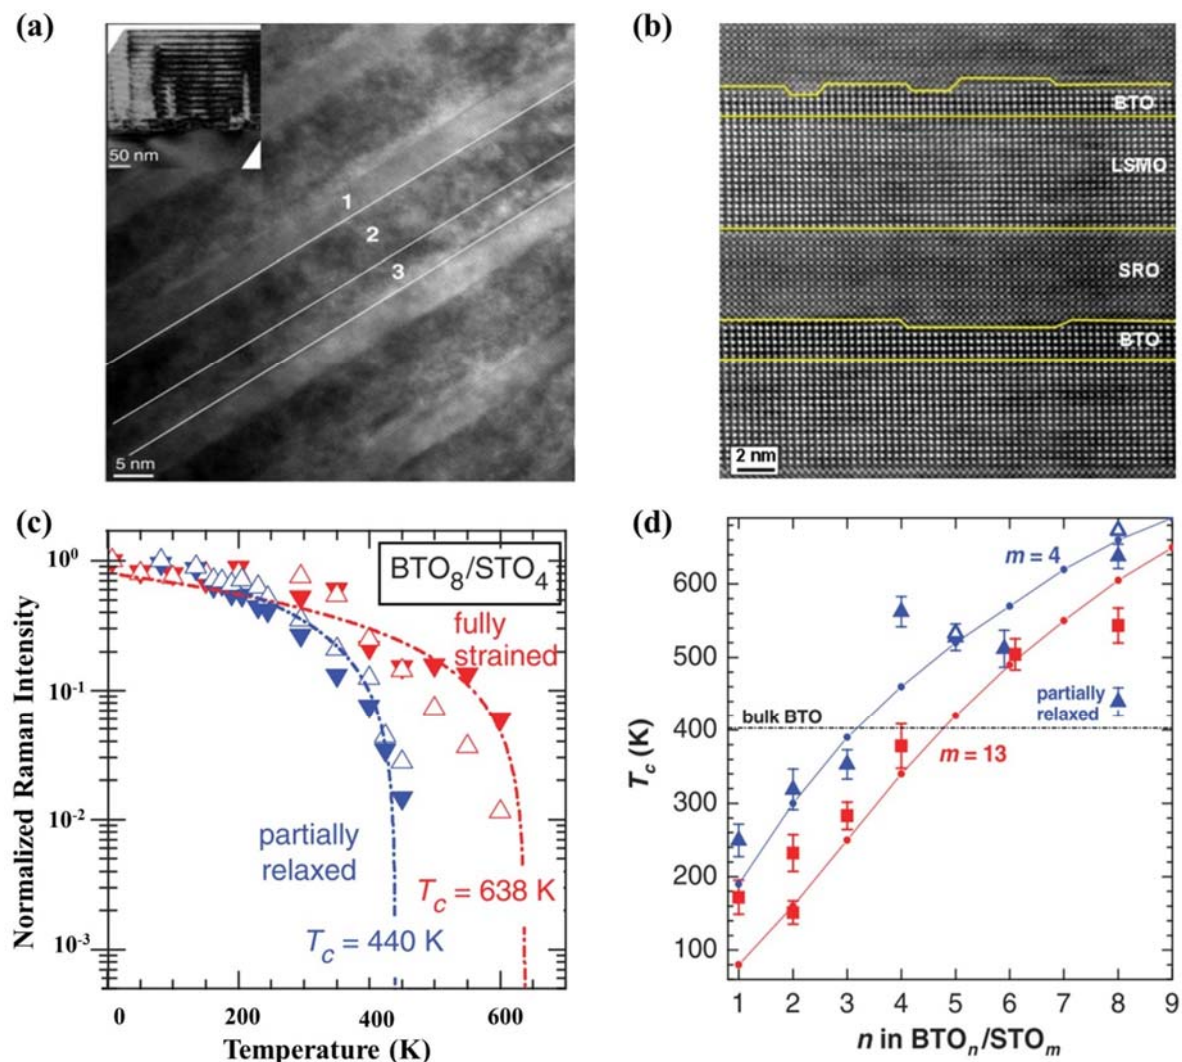 (a)
50 nm
1
2
3
5 nm
(b)
BTO
LSMO
SRO
BTO
2 nm
(c)
Normalized Raman Intensity
10⁰
10⁻¹
10⁻²
10⁻³
BTO₈/STO₄
fully
strained
partially
relaxed
T_c = 638 K
T_c = 440 K
0 200 400 600
Temperature (K)
(d)
T_c (K)
600
500
400
300
200
100
m = 4
bulk BTO
partially
relaxed
m = 13
1 2 3 4 5 6 7 8 9
n in BTOₙ/STOₘ